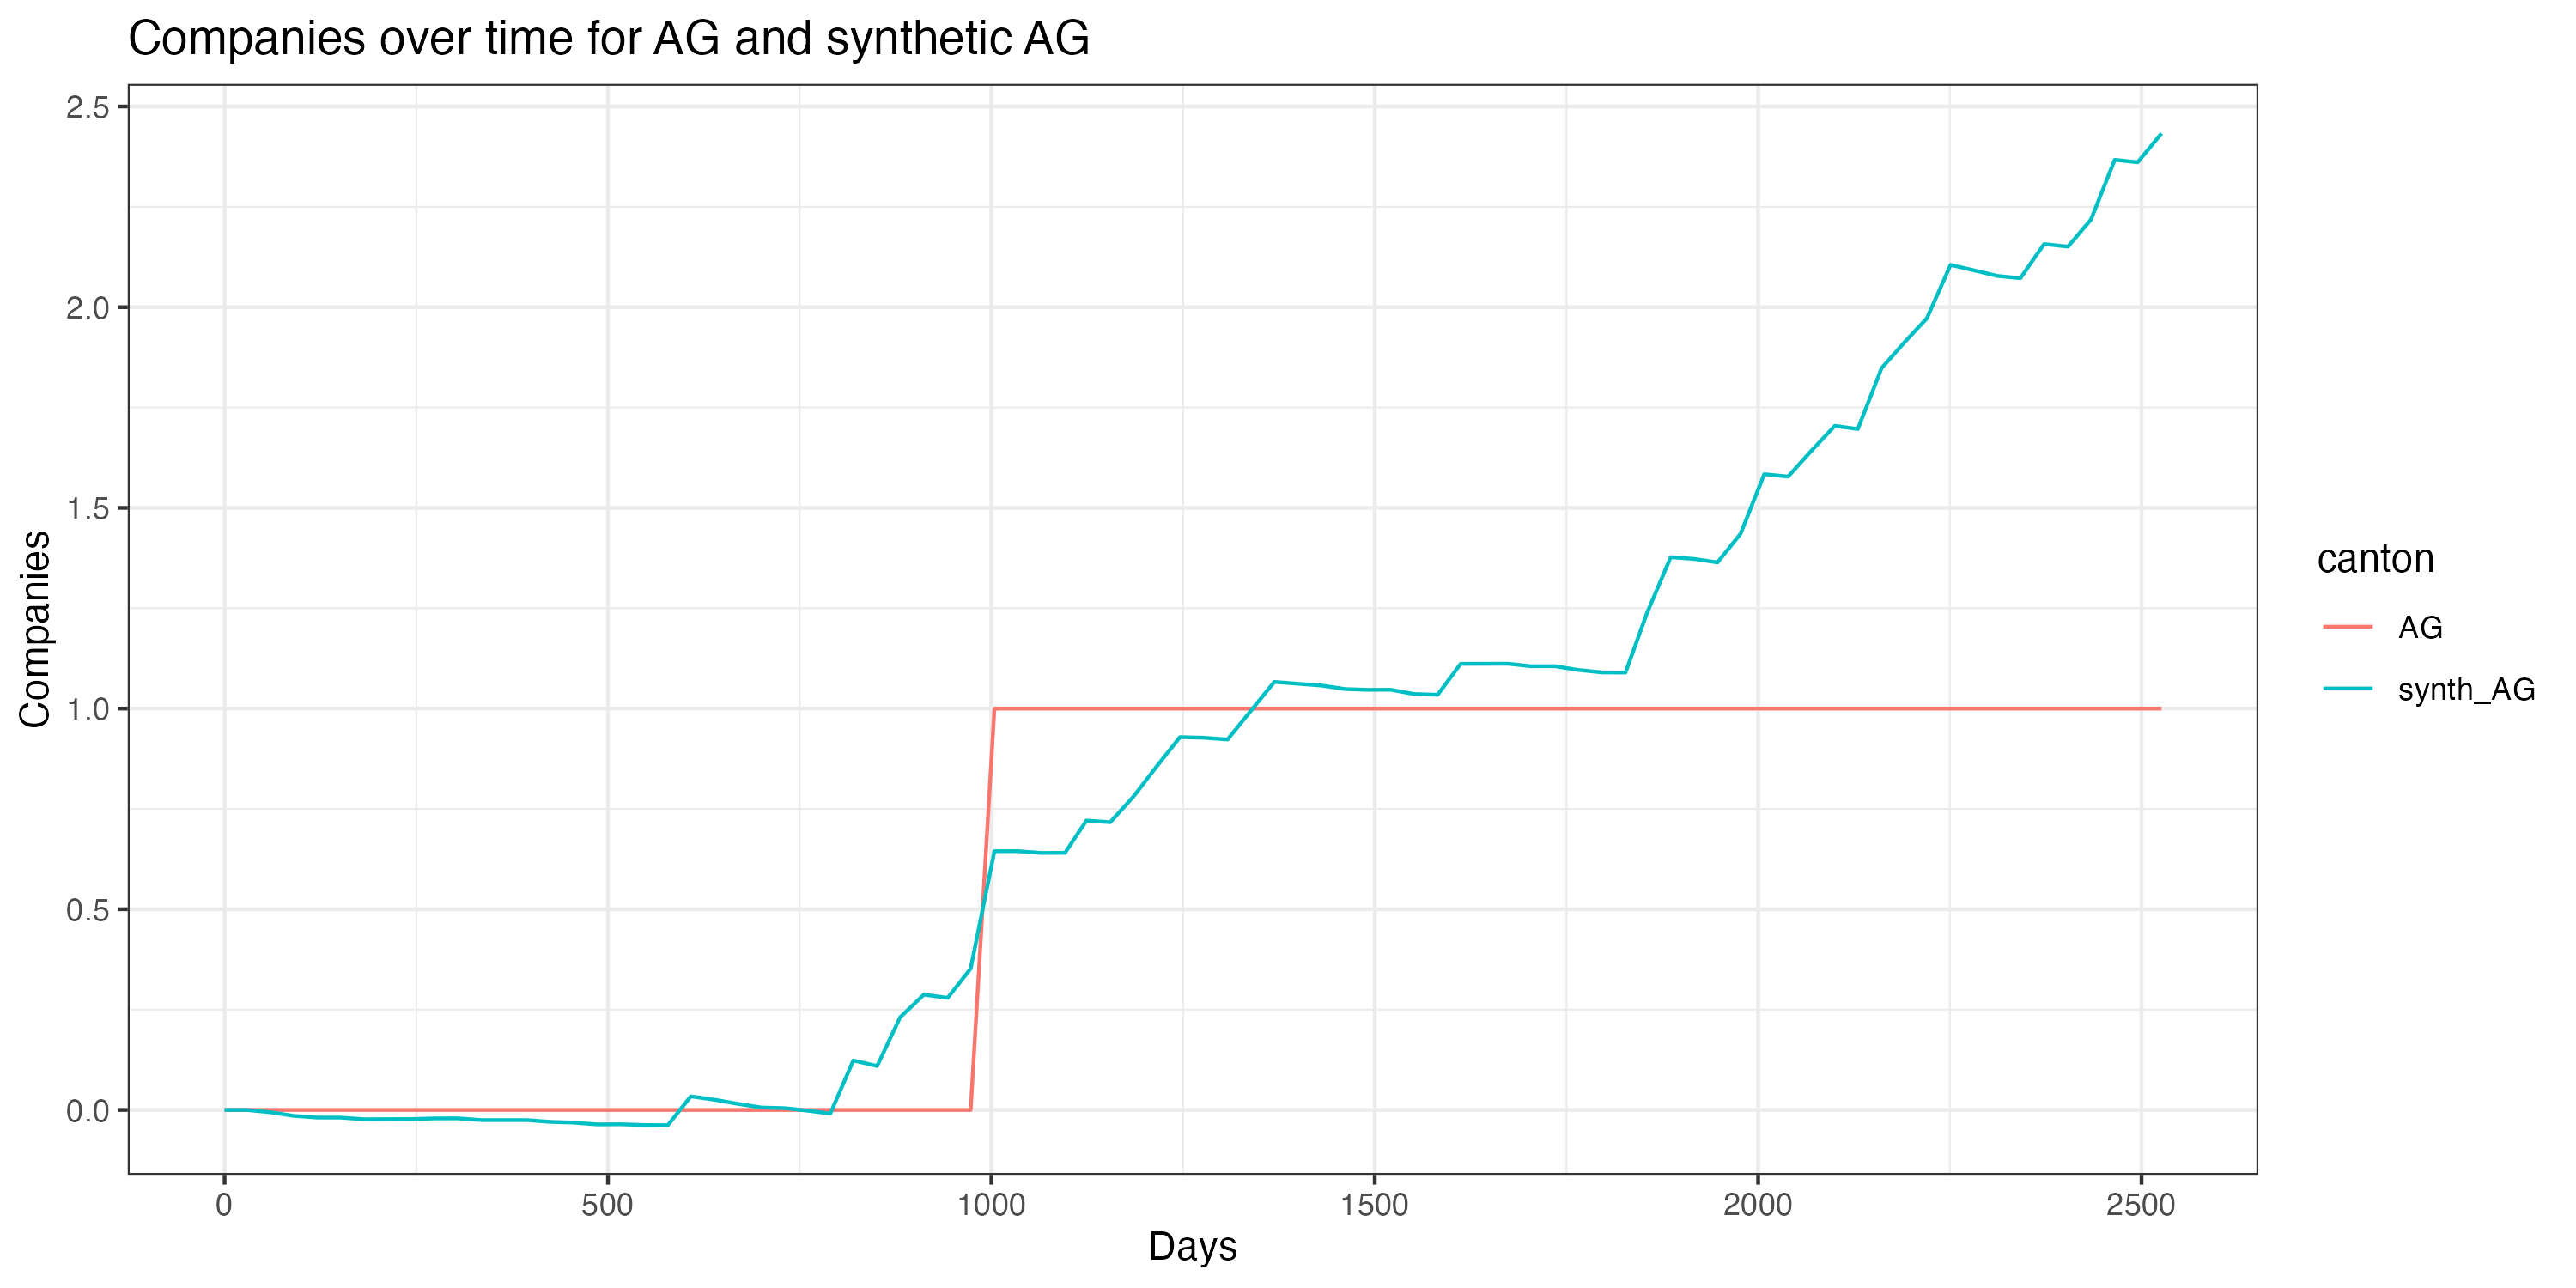 Companies over time for AG and synthetic AG
2.5
2.0
1.5
1.0
0.5
0.0
Companies
0 500 1000 1500 2000 2500
Days
canton
AG
synth_AG